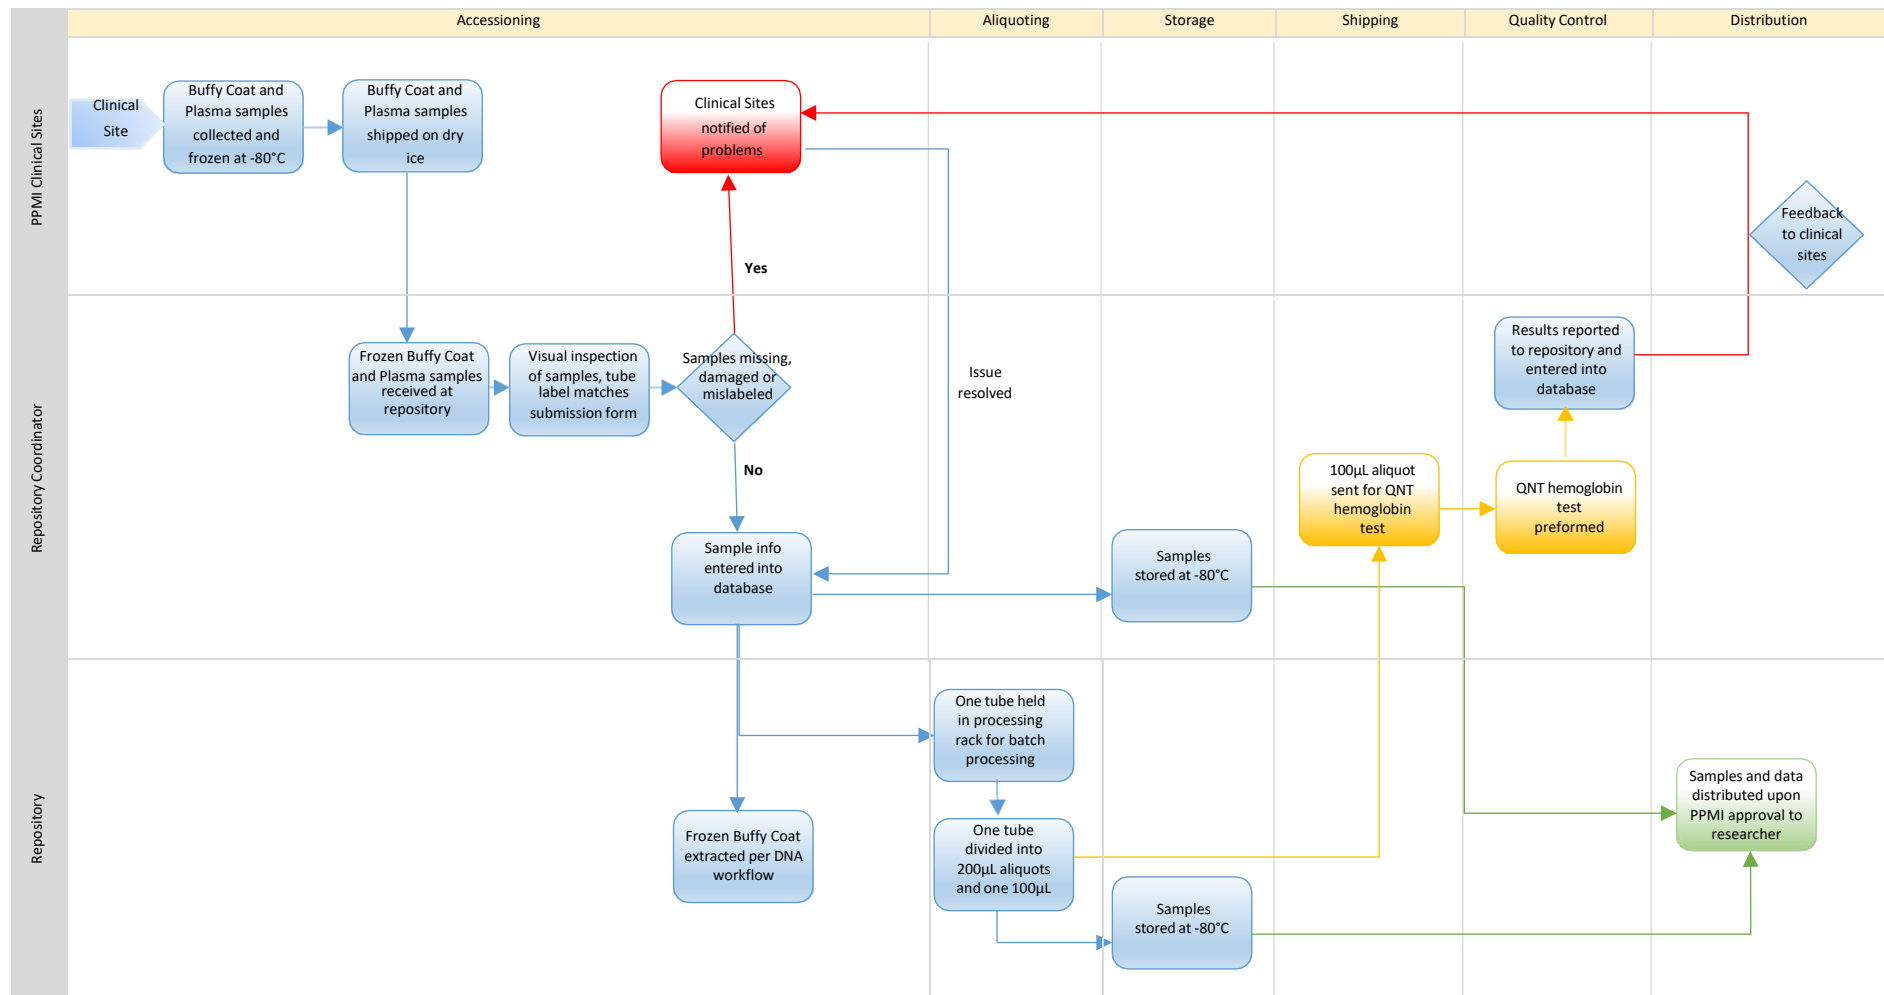 Accessioning
Aliquoting
Storage
Shipping
Quality Control
Distribution
PPMI Clinical Sites
Clinical
Site
Buffy Coat and
Plasma samples
collected and
frozen at -80°C
Buffy Coat and
Plasma samples
shipped on dry
ice
Clinical Sites
notified of
problems
Feedback
to clinical
sites
Yes
Repository Coordinator
Frozen Buffy Coat
and Plasma samples
received at
repository
Visual inspection
of samples, tube
label matches
submission form
Samples missing,
damaged or
mislabeled
Issue
resolved
Results reported
to repository and
entered into
database
No
100µL aliquot
sent for QNT
hemoglobin
test
QNT hemoglobin
test
preformed
Sample info
entered into
database
Samples
stored at -80°C
Repository
One tube held
in processing
rack for batch
processing
Frozen Buffy Coat
extracted per DNA
workflow
One tube
divided into
200µL aliquots
and one 100µL
Samples
stored at -80°C
Samples and data
distributed upon
PPMI approval to
researcher